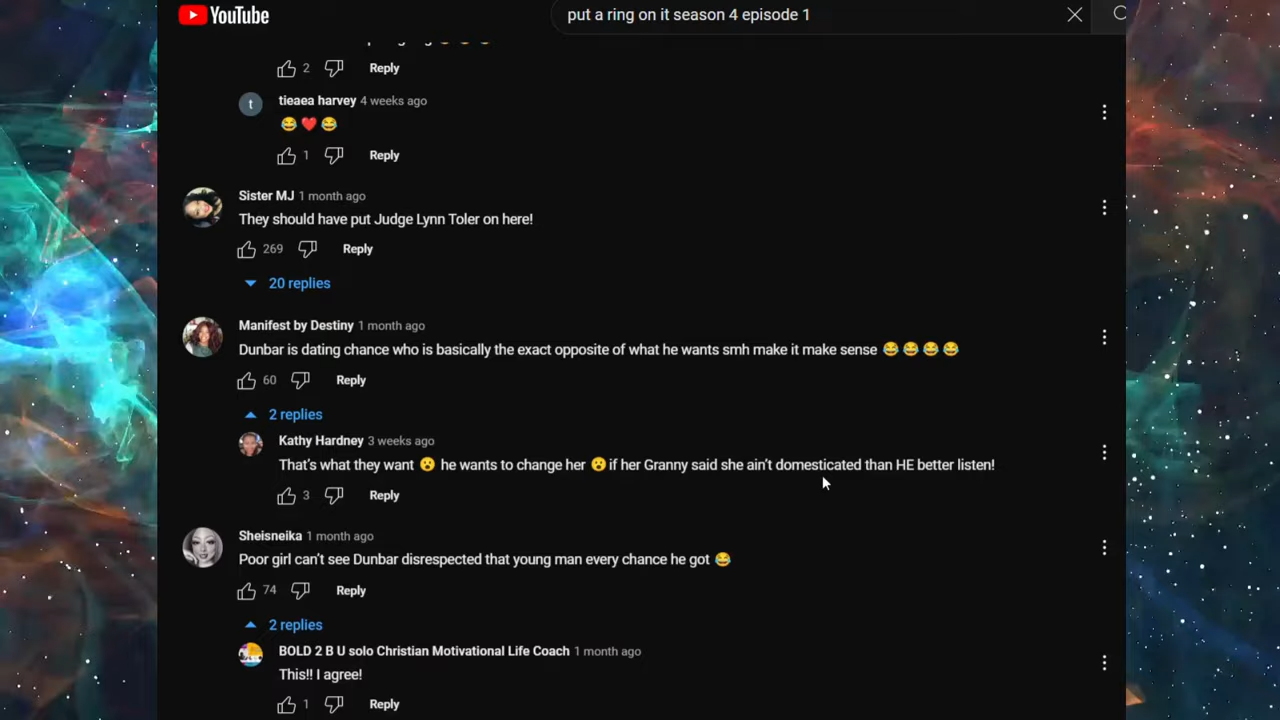 YouTube
put a ring on it season 4 episode 1
2
Reply
t
tieaea harvey 4 weeks ago
😂❤️😂
1
Reply
Sister MJ 1 month ago
They should have put Judge Lynn Toler on here!
269
Reply
20 replies
Manifest by Destiny 1 month ago
Dunbar is dating chance who is basically the exact opposite of what he wants smh make it make sense 😂😂😂😂
60
Reply
2 replies
Kathy Hardney 3 weeks ago
That's what they want 😮 he wants to change her 😮if her Granny said she ain't domesticated than HE better listen!
3
Reply
Sheisneika 1 month ago
Poor girl can't see Dunbar disrespected that young man every chance he got 😂
74
Reply
2 replies
BOLD 2 B U solo Christian Motivational Life Coach 1 month ago
This!! I agree!
1
Reply